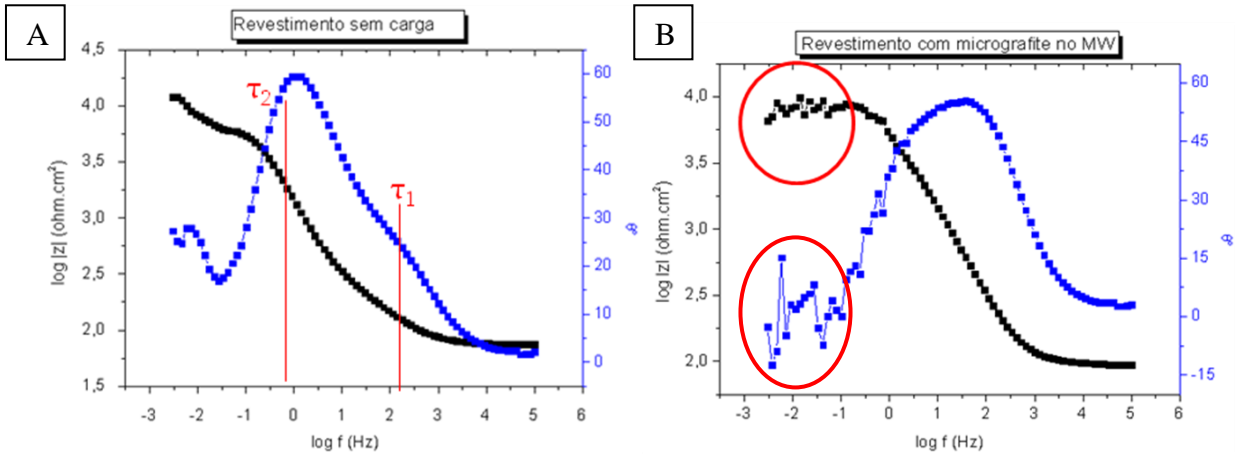 A
Revestimento sem carga
4,5
4,0
3,5
3,0
2,5
2,0
1,5
log |z| (ohm.cm²)
60
50
40
30
20
10
0
θ
τ₂
τ₁
-3 -2 -1 0 1 2 3 4 5 6
log f (Hz)
B
Revestimento com micrografite no MW
4,0
3,5
3,0
2,5
2,0
log |z| (ohm.cm²)
60
45
30
15
0
-15
θ
-3 -2 -1 0 1 2 3 4 5 6
log f (Hz)